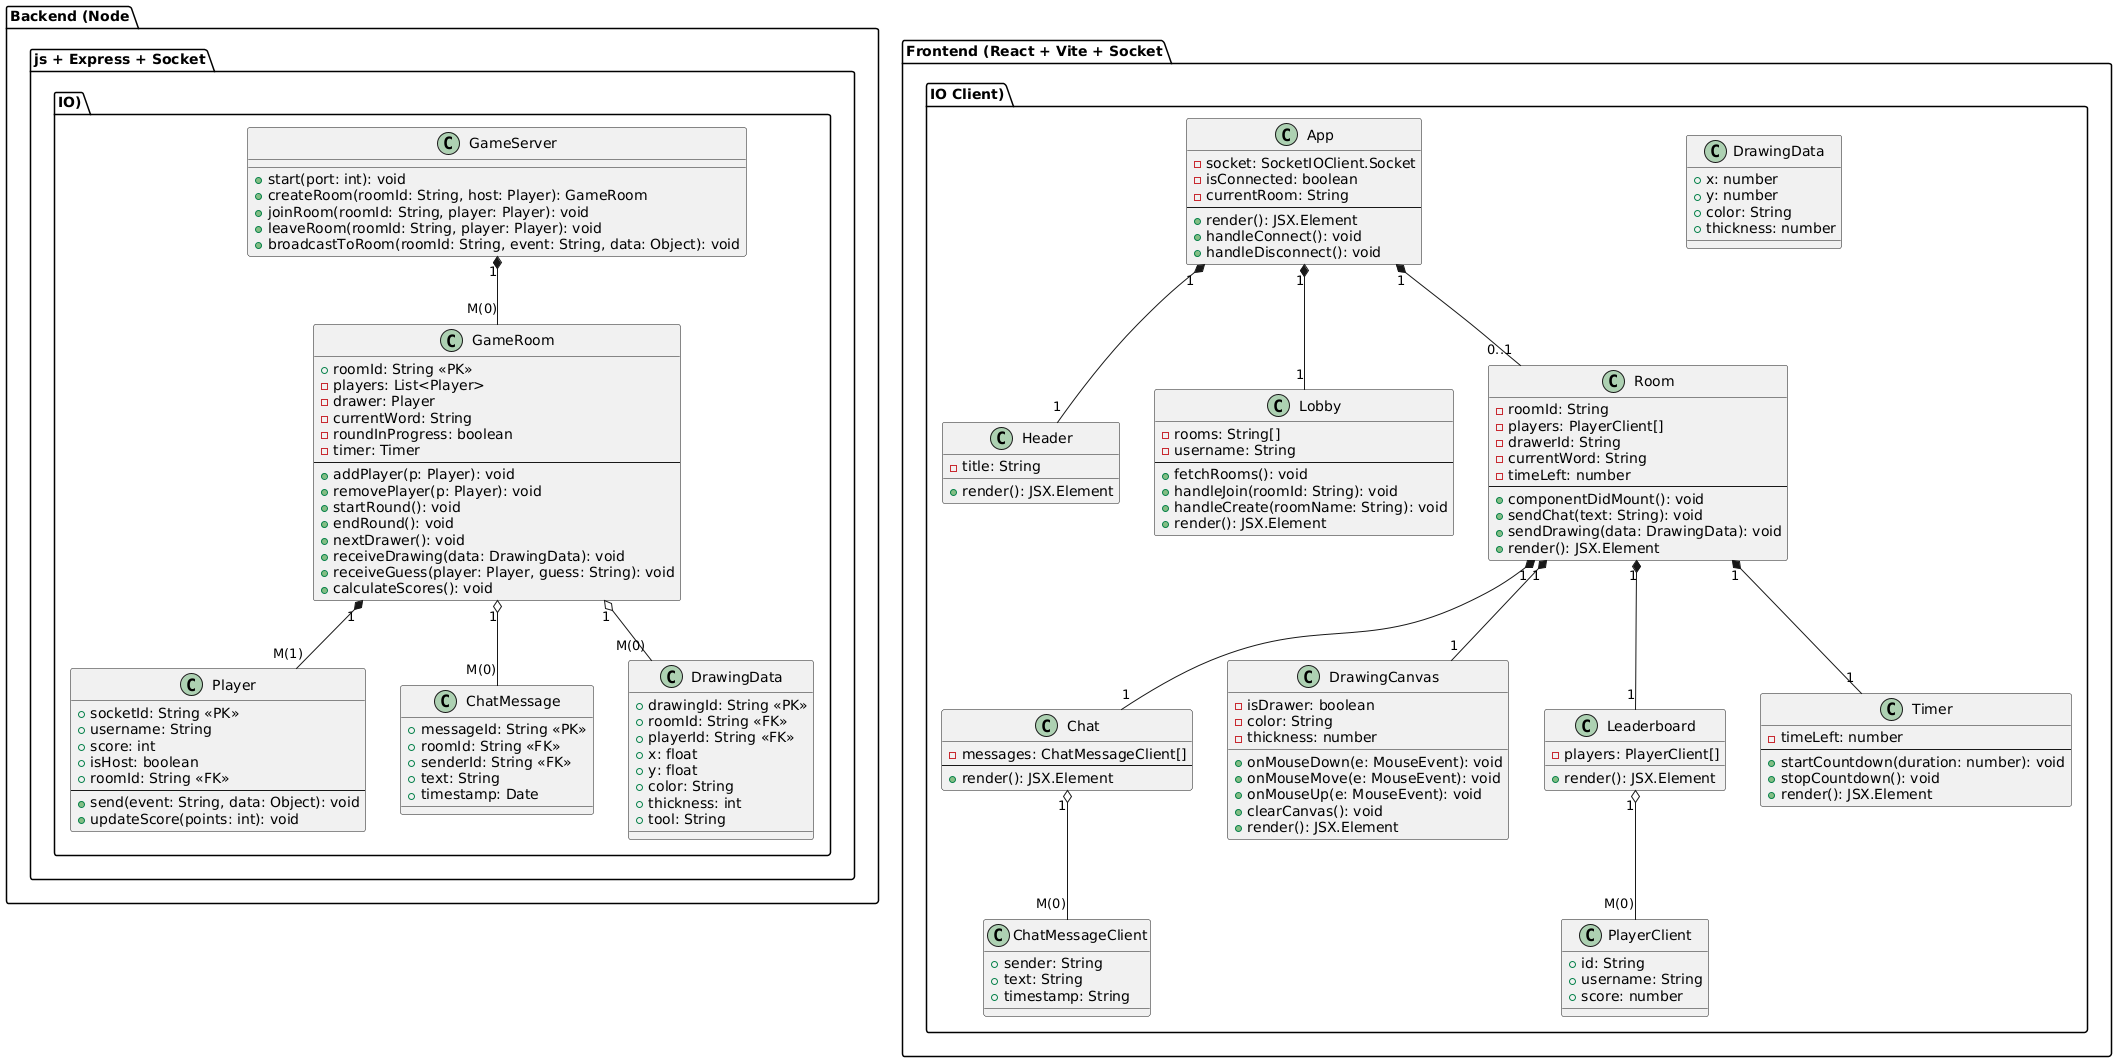 Backend (Node
js + Express + Socket
IO)
C GameServer
start(port: int): void
createRoom(roomId: String, host: Player): GameRoom
joinRoom(roomId: String, player: Player): void
leaveRoom(roomId: String, player: Player): void
broadcastToRoom(roomId: String, event: String, data: Object): void
1
M(0)
C GameRoom
roomId: String «PK»
players: List<Player>
drawer: Player
currentWord: String
roundInProgress: boolean
timer: Timer
addPlayer(p: Player): void
removePlayer(p: Player): void
startRound(): void
endRound(): void
nextDrawer(): void
receiveDrawing(data: DrawingData): void
receiveGuess(player: Player, guess: String): void
calculateScores(): void
1
1
1
M(1)
M(0)
M(0)
C Player
socketId: String «PK»
username: String
score: int
isHost: boolean
roomId: String «FK»
send(event: String, data: Object): void
updateScore(points: int): void
C ChatMessage
messageId: String «PK»
roomId: String «FK»
senderId: String «FK»
text: String
timestamp: Date
C DrawingData
drawingId: String «PK»
roomId: String «FK»
playerId: String «FK»
x: float
y: float
color: String
thickness: int
tool: String
Frontend (React + Vite + Socket
IO Client)
C App
socket: SocketIOClient.Socket
isConnected: boolean
currentRoom: String
render(): JSX.Element
handleConnect(): void
handleDisconnect(): void
C DrawingData
x: number
y: number
color: String
thickness: number
1
1
1
1
1
0..1
C Header
title: String
render(): JSX.Element
C Lobby
rooms: String[]
username: String
fetchRooms(): void
handleJoin(roomId: String): void
handleCreate(roomName: String): void
render(): JSX.Element
C Room
roomId: String
players: PlayerClient[]
drawerId: String
currentWord: String
timeLeft: number
componentDidMount(): void
sendChat(text: String): void
sendDrawing(data: DrawingData): void
render(): JSX.Element
1
1
1
1
1
1
1
1
C Chat
messages: ChatMessageClient[]
render(): JSX.Element
C DrawingCanvas
isDrawer: boolean
color: String
thickness: number
onMouseDown(e: MouseEvent): void
onMouseMove(e: MouseEvent): void
onMouseUp(e: MouseEvent): void
clearCanvas(): void
render(): JSX.Element
C Leaderboard
players: PlayerClient[]
render(): JSX.Element
C Timer
timeLeft: number
startCountdown(duration: number): void
stopCountdown(): void
render(): JSX.Element
1
M(0)
1
M(0)
C ChatMessageClient
sender: String
text: String
timestamp: String
C PlayerClient
id: String
username: String
score: number